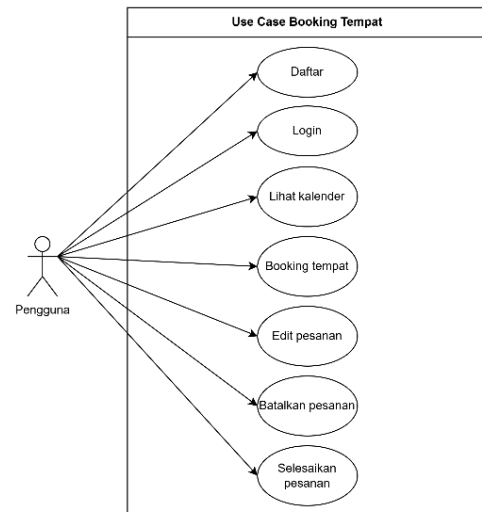 Use Case Booking Tempat
Daftar
Login
Lihat kalender
Booking tempat
Pengguna
Edit pesanan
Batalkan pesanan
Selesaikan
pesanan